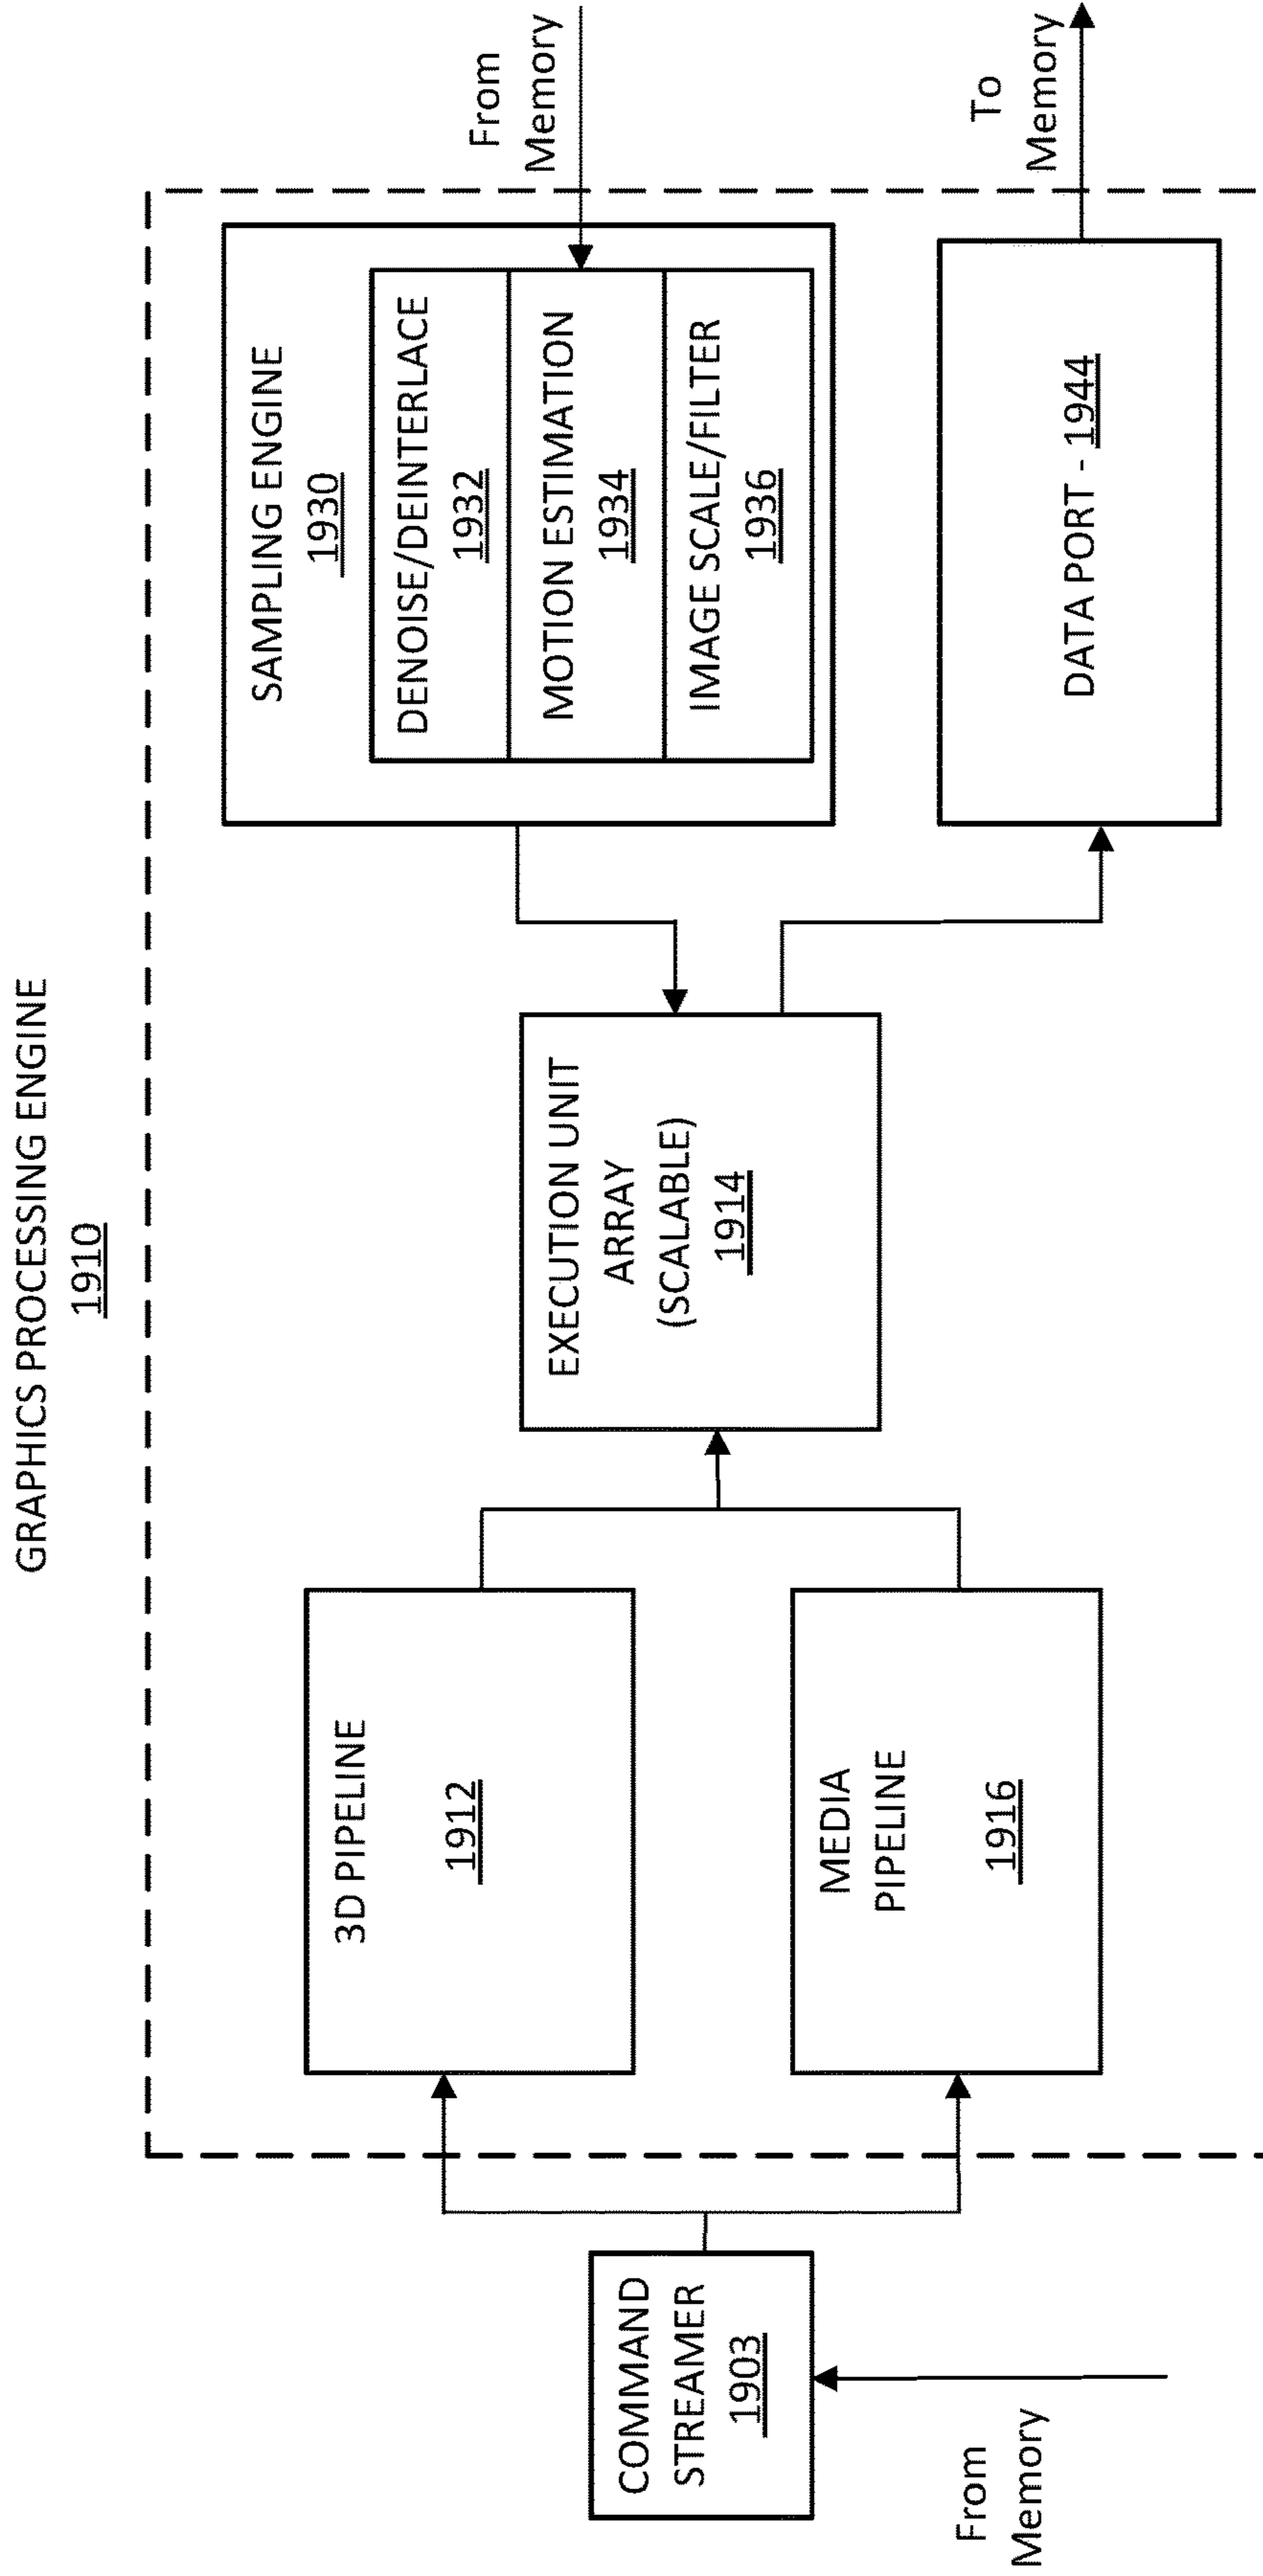 GRAPHICS PROCESSING ENGINE
1910
COMMAND
STREAMER
1903
From
Memory
3D PIPELINE
1912
MEDIA
PIPELINE
1916
EXECUTION UNIT
ARRAY
(SCALABLE)
1914
SAMPLING ENGINE
1930
DENOISE/DEINTERLACE
1932
MOTION ESTIMATION
1934
IMAGE SCALE/FILTER
1936
DATA PORT - 1944
From
Memory
To
Memory